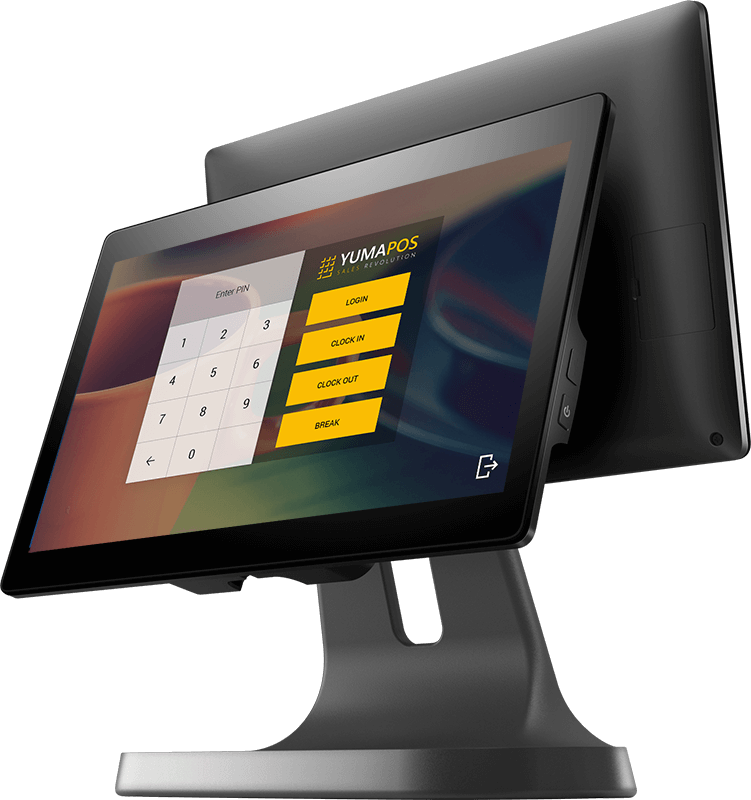 YUMAPOS
SALES REVOLUTION
Enter PIN
1 2 3
4 5 6
7 8 9
← 0
LOGIN
CLOCK IN
CLOCK OUT
BREAK